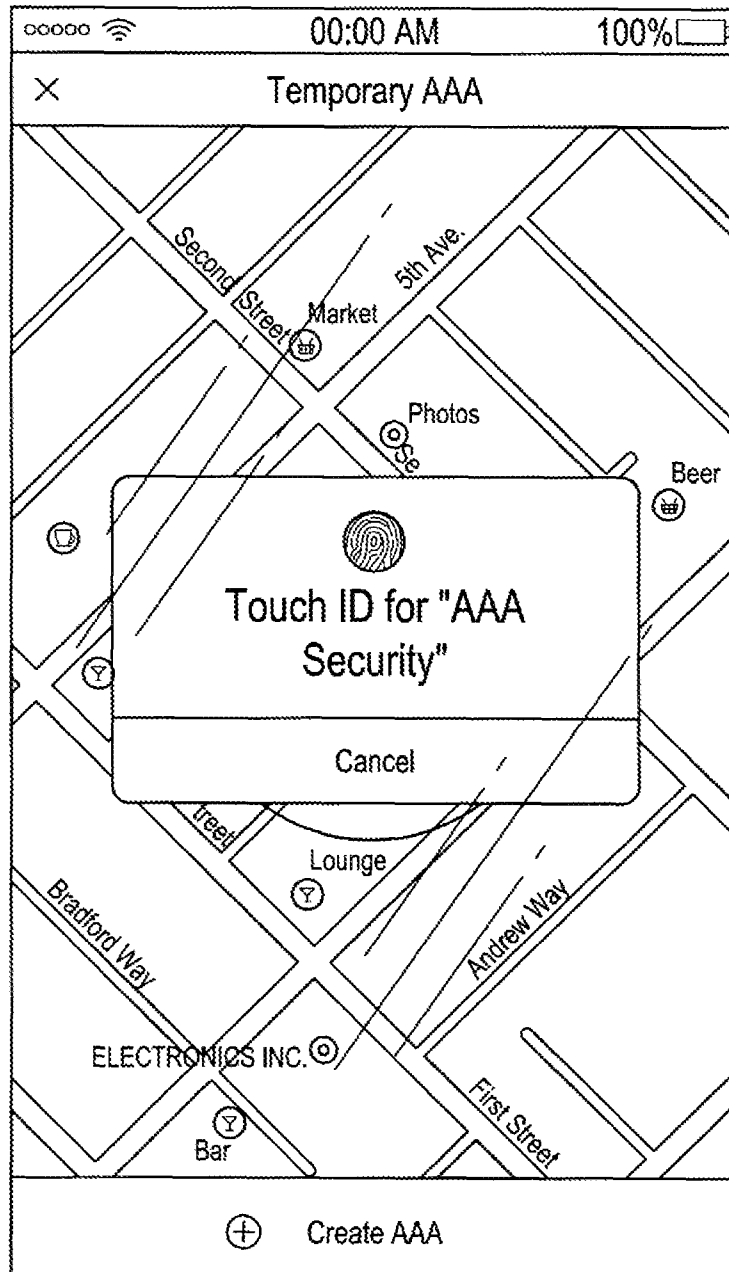 00:00 AM 100%
Temporary AAA
Second Street
5th Ave.
Market
Photos
Se
Beer
Touch ID for "AAA
Security"
Cancel
treet
Lounge
Bradford Way
Andrew Way
ELECTRONICS INC.
First Street
Bar
Create AAA